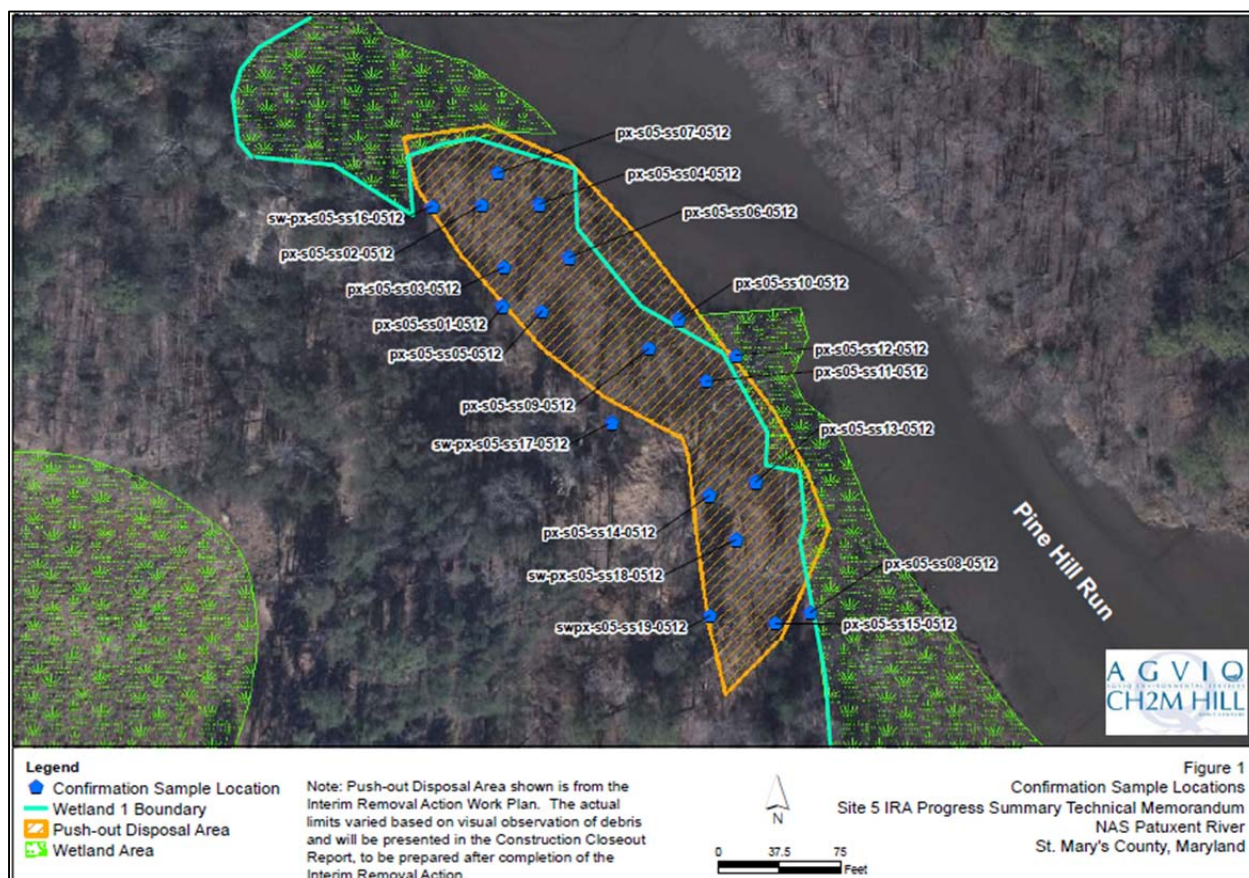 px-s05-ss07-0512
px-s05-ss04-0512
sw-px-s05-ss16-0512
px-s05-ss06-0512
px-s05-ss02-0512
px-s05-ss03-0512
px-s05-ss10-0512
px-s05-ss01-0512
px-s05-ss05-0512
px-s05-ss12-0512
px-s05-ss11-0512
px-s05-ss09-0512
px-s05-ss13-0512
sw-px-s05-ss17-0512
px-s05-ss14-0512
Pine Hill Run
px-s05-ss08-0512
sw-px-s05-ss18-0512
swpx-s05-ss19-0512
px-s05-ss15-0512
AGVIQ
AGVIQ ENVIRONMENTAL SERVICES
CH2M HILL
JOINT VENTURE
Legend
Confirmation Sample Location
Wetland 1 Boundary
Push-out Disposal Area
Wetland Area
Note: Push-out Disposal Area shown is from the
Interim Removal Action Work Plan. The actual
limits varied based on visual observation of debris
and will be presented in the Construction Closeout
Report, to be prepared after completion of the
Interim Removal Action.
N
0 37.5 75
Feet
Figure 1
Confirmation Sample Locations
Site 5 IRA Progress Summary Technical Memorandum
NAS Patuxent River
St. Mary's County, Maryland